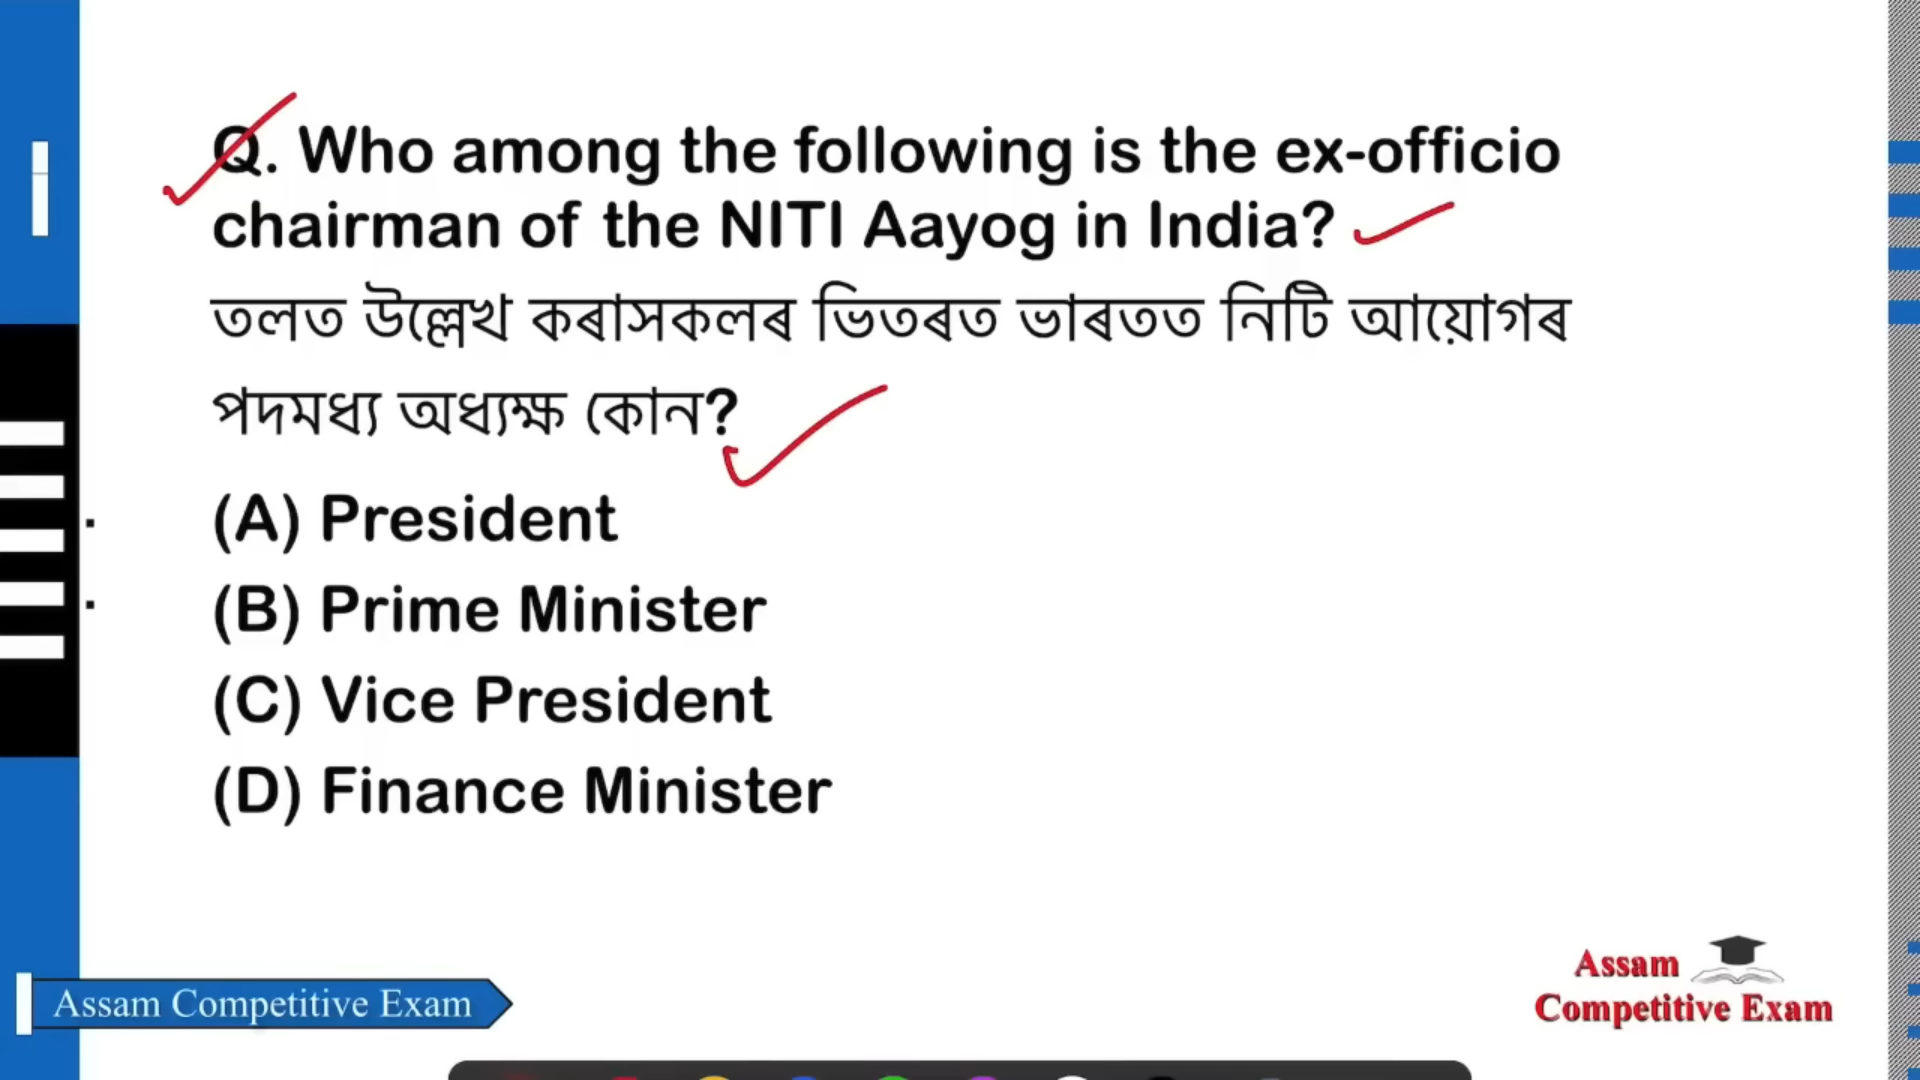 Q. Who among the following is the ex-officio
chairman of the NITI Aayog in India?
তলত উল্লেখ কৰাসকলৰ ভিতৰত ভাৰতত নিটি আয়োগৰ
পদমধ্য অধ্যক্ষ কোন?
(A) President
(B) Prime Minister
(C) Vice President
(D) Finance Minister
Assam Competitive Exam
Assam
Competitive Exam